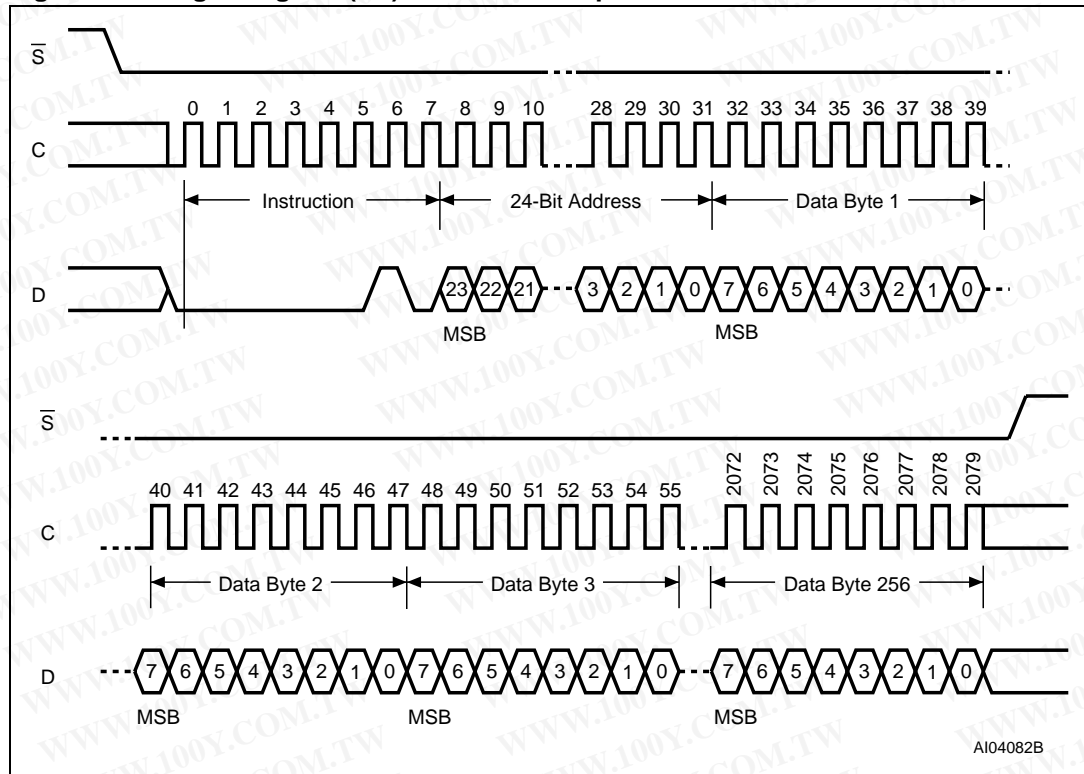 S
0 1 2 3 4 5 6 7 8 9 10 28 29 30 31 32 33 34 35 36 37 38 39
C
Instruction 24-Bit Address Data Byte 1
D
23 22 21 3 2 1 0 7 6 5 4 3 2 1 0
MSB MSB
S
2072 2073 2074 2075 2076 2077 2078 2079
40 41 42 43 44 45 46 47 48 49 50 51 52 53 54 55
C
Data Byte 2 Data Byte 3 Data Byte 256
D
7 6 5 4 3 2 1 0 7 6 5 4 3 2 1 0 7 6 5 4 3 2 1 0
MSB MSB MSB
AI04082B
WWW.100Y.COM.TW